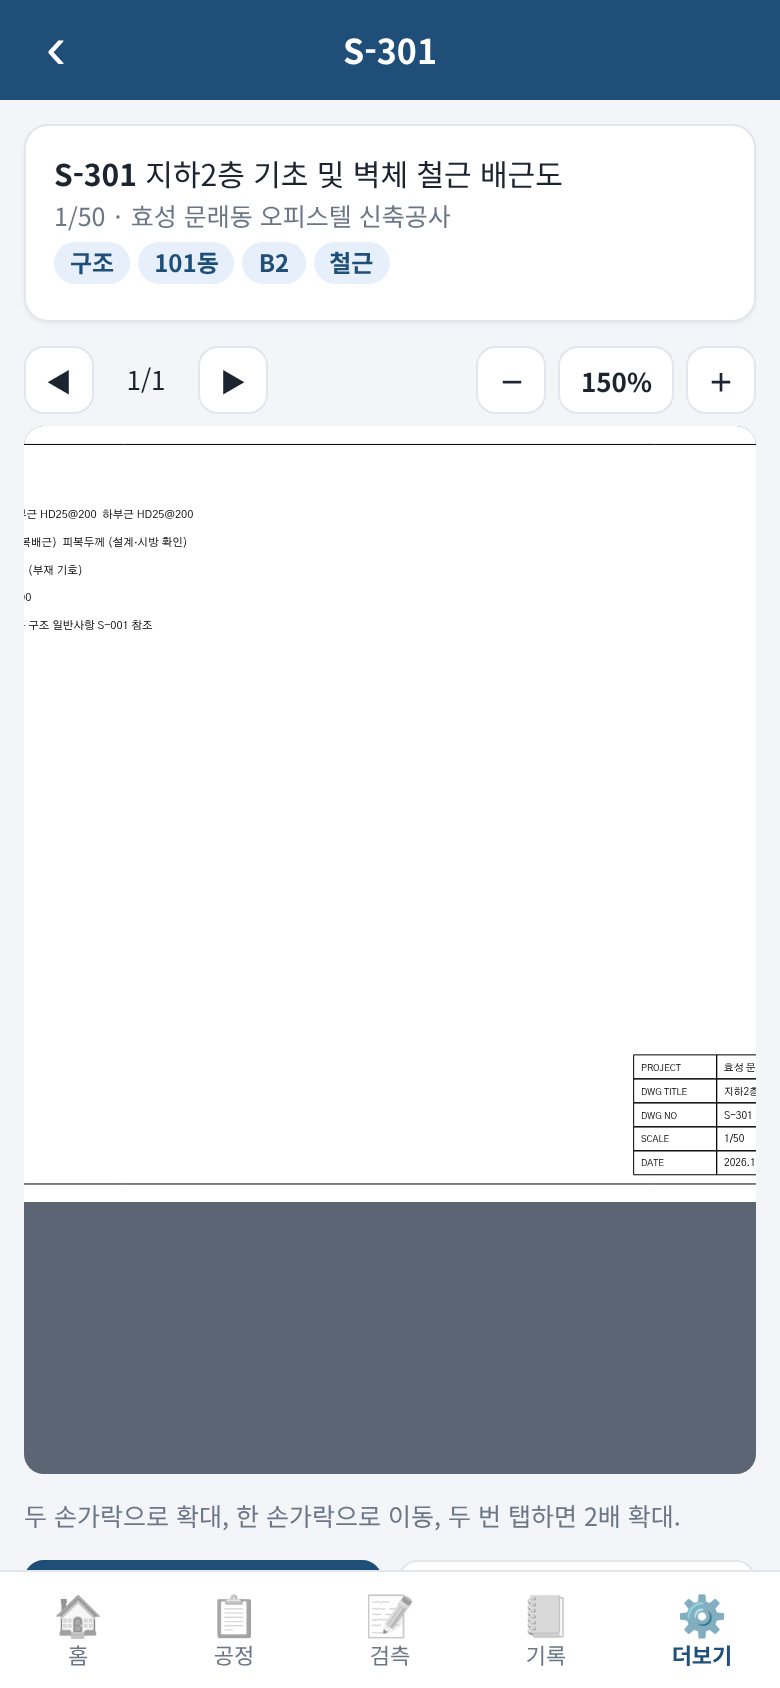 S-301
S-301 지하2층 기초 및 벽체 철근 배근도
1/50 · 효성 문래동 오피스텔 신축공사
구조 101동 B2 철근
◀ 1/1 ▶ − 150% +
근 HD25@200 하부근 HD25@200
복배근) 피복두께 (설계·시방 확인)
(부재 기호)
구조 일반사항 S-001 참조
PROJECT 효성 문
DWG TITLE 지하2층
DWG NO S-301
SCALE 1/50
DATE 2026.1
두 손가락으로 확대, 한 손가락으로 이동, 두 번 탭하면 2배 확대.
홈 공정 검측 기록 더보기